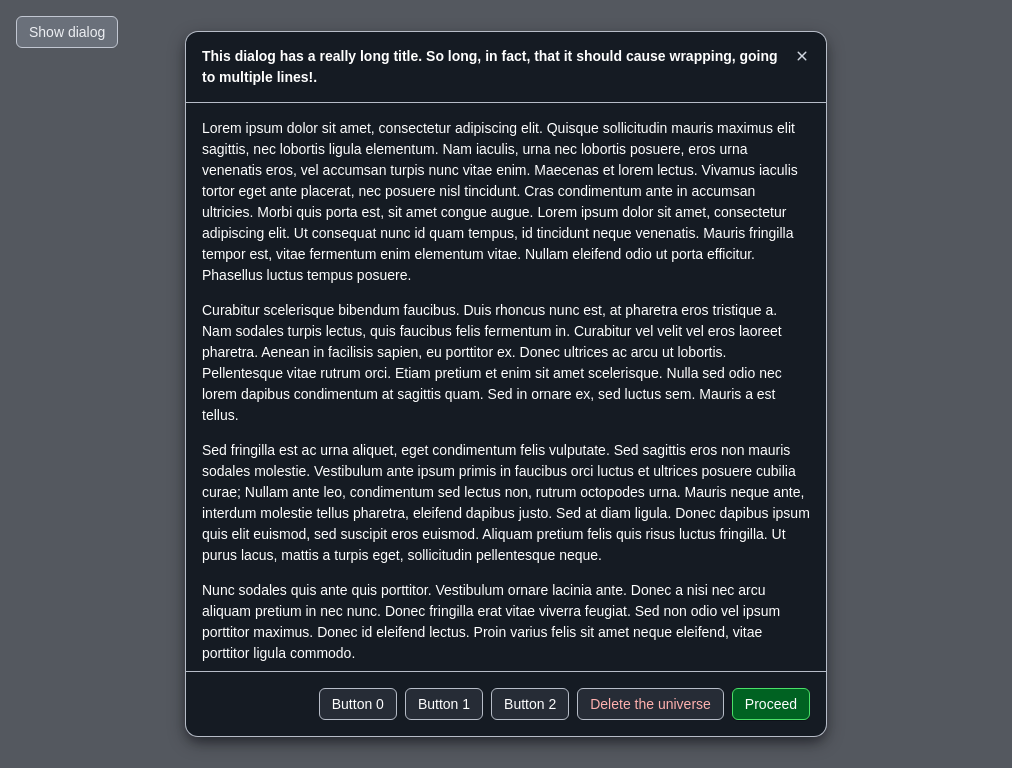 Show dialog
This dialog has a really long title. So long, in fact, that it should cause wrapping, going
to multiple lines!.
Lorem ipsum dolor sit amet, consectetur adipiscing elit. Quisque sollicitudin mauris maximus elit
sagittis, nec lobortis ligula elementum. Nam iaculis, urna nec lobortis posuere, eros urna
venenatis eros, vel accumsan turpis nunc vitae enim. Maecenas et lorem lectus. Vivamus iaculis
tortor eget ante placerat, nec posuere nisl tincidunt. Cras condimentum ante in accumsan
ultricies. Morbi quis porta est, sit amet congue augue. Lorem ipsum dolor sit amet, consectetur
adipiscing elit. Ut consequat nunc id quam tempus, id tincidunt neque venenatis. Mauris fringilla
tempor est, vitae fermentum enim elementum vitae. Nullam eleifend odio ut porta efficitur.
Phasellus luctus tempus posuere.
Curabitur scelerisque bibendum faucibus. Duis rhoncus nunc est, at pharetra eros tristique a.
Nam sodales turpis lectus, quis faucibus felis fermentum in. Curabitur vel velit vel eros laoreet
pharetra. Aenean in facilisis sapien, eu porttitor ex. Donec ultrices ac arcu ut lobortis.
Pellentesque vitae rutrum orci. Etiam pretium et enim sit amet scelerisque. Nulla sed odio nec
lorem dapibus condimentum at sagittis quam. Sed in ornare ex, sed luctus sem. Mauris a est
tellus.
Sed fringilla est ac urna aliquet, eget condimentum felis vulputate. Sed sagittis eros non mauris
sodales molestie. Vestibulum ante ipsum primis in faucibus orci luctus et ultrices posuere cubilia
curae; Nullam ante leo, condimentum sed lectus non, rutrum octopodes urna. Mauris neque ante,
interdum molestie tellus pharetra, eleifend dapibus justo. Sed at diam ligula. Donec dapibus ipsum
quis elit euismod, sed suscipit eros euismod. Aliquam pretium felis quis risus luctus fringilla. Ut
purus lacus, mattis a turpis eget, sollicitudin pellentesque neque.
Nunc sodales quis ante quis porttitor. Vestibulum ornare lacinia ante. Donec a nisi nec arcu
aliquam pretium in nec nunc. Donec fringilla erat vitae viverra feugiat. Sed non odio vel ipsum
porttitor maximus. Donec id eleifend lectus. Proin varius felis sit amet neque eleifend, vitae
porttitor ligula commodo.
Button 0 Button 1 Button 2 Delete the universe Proceed